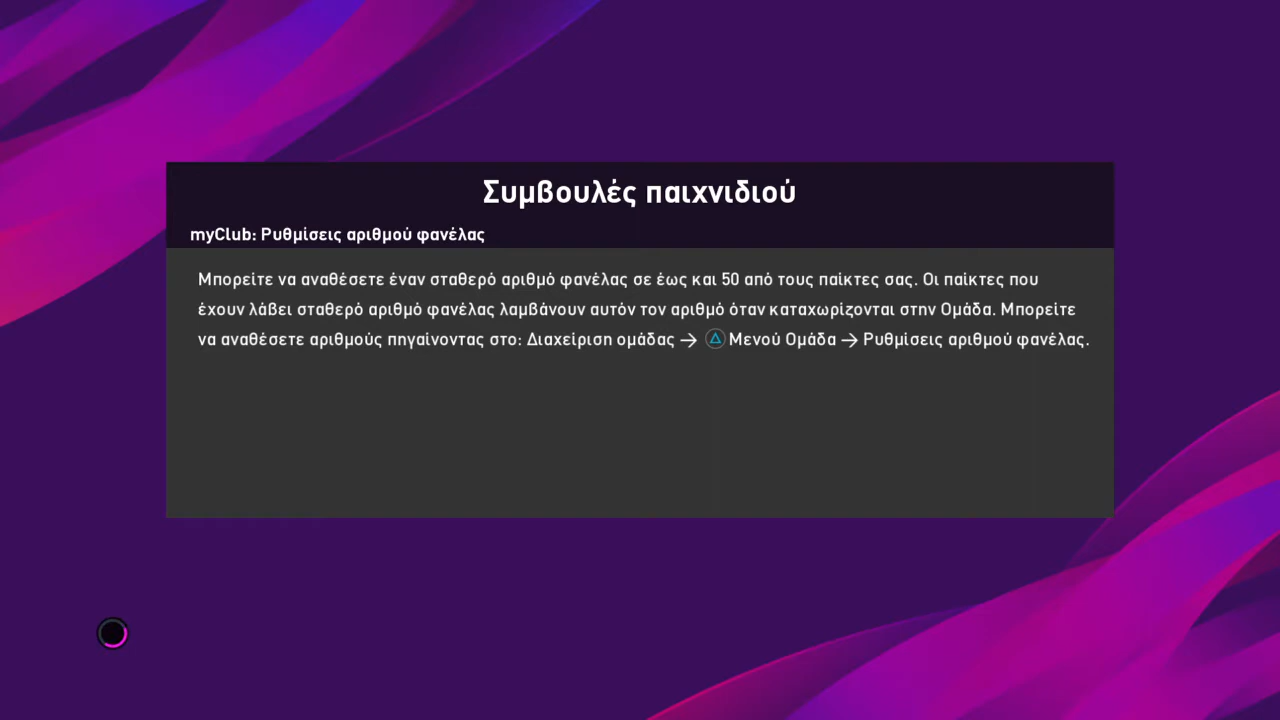 Συμβουλές παιχνιδιού
myClub: Ρυθμίσεις αριθμού φανέλας
Μπορείτε να αναθέσετε έναν σταθερό αριθμό φανέλας σε έως και 50 από τους παίκτες σας. Οι παίκτες που
έχουν λάβει σταθερό αριθμό φανέλας λαμβάνουν αυτόν τον αριθμό όταν καταχωρίζονται στην Ομάδα. Μπορείτε
να αναθέσετε αριθμούς πηγαίνοντας στο: Διαχείριση ομάδας → △ Μενού Ομάδα → Ρυθμίσεις αριθμού φανέλας.